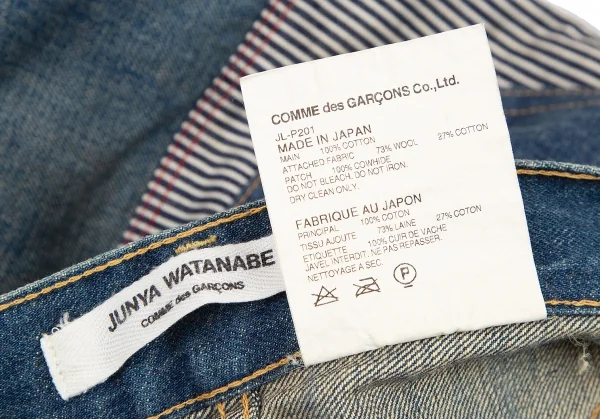 COMME des GARÇONS Co., Ltd.
JL-P201
MADE IN JAPAN
MAIN 100% COTTON
ATTACHED FABRIC 73% WOOL 27% COTTON
PATCH 100% COWHIDE
DO NOT BLEACH. DO NOT IRON.
DRY CLEAN ONLY.
FABRIQUE AU JAPON
PRINCIPAL 100% COTON
TISSU AJOUTE 73% LAINE 27% COTON
ETIQUETTE 100% CUIR DE VACHE
JAVEL INTERDIT. NE PAS REPASSER.
NETTOYAGE A SEC.
P
JUNYA WATANABE
COMME des GARÇONS